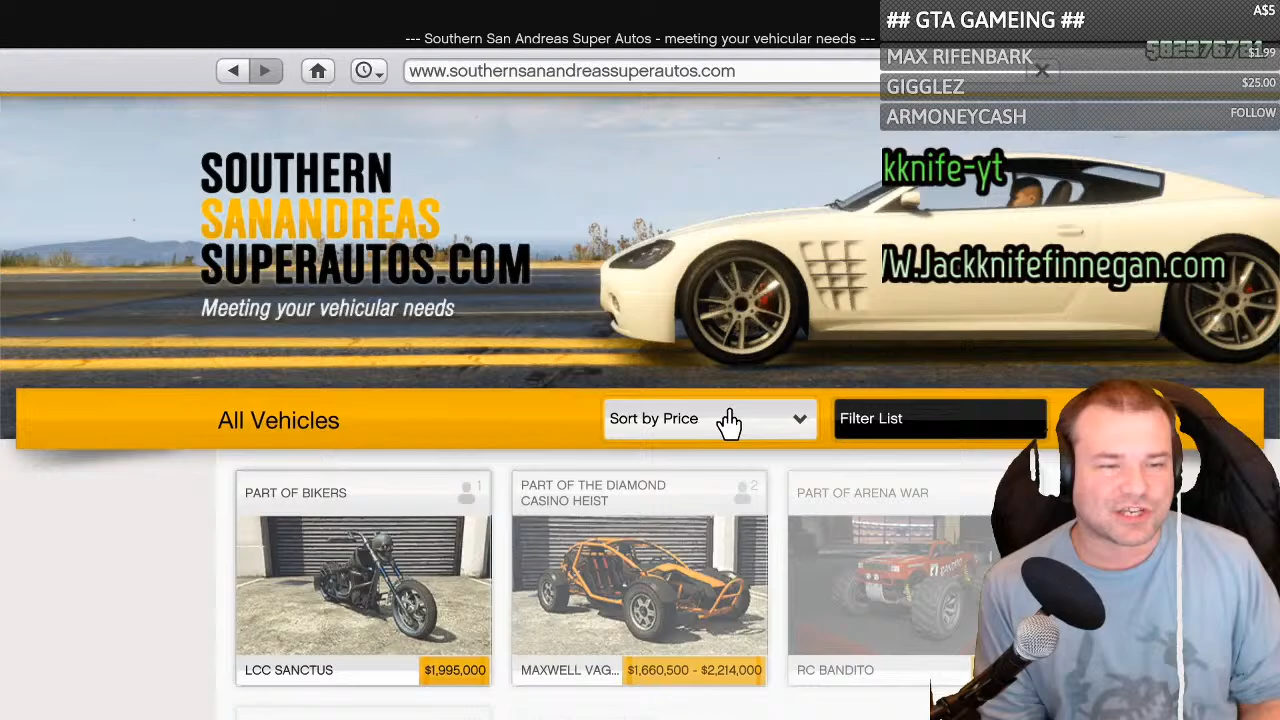 --- Southern San Andreas Super Autos - meeting your vehicular needs ---
## GTA GAMEING ##
A$5
MAX RIFENBARK
$1.99
GIGGLEZ
$25.00
ARMONEYCASH
FOLLOW
www.southernsanandreassuperautos.com
kknife-yt
W.Jackknifefinnegan.com
SOUTHERN
SANANDREAS
SUPERAUTOS.COM
Meeting your vehicular needs
All Vehicles
Sort by Price
Filter List
PART OF BIKERS
1
PART OF THE DIAMOND
CASINO HEIST
2
PART OF ARENA WAR
LCC SANCTUS
$1,995,000
MAXWELL VAG...
$1,660,500 - $2,214,000
RC BANDITO